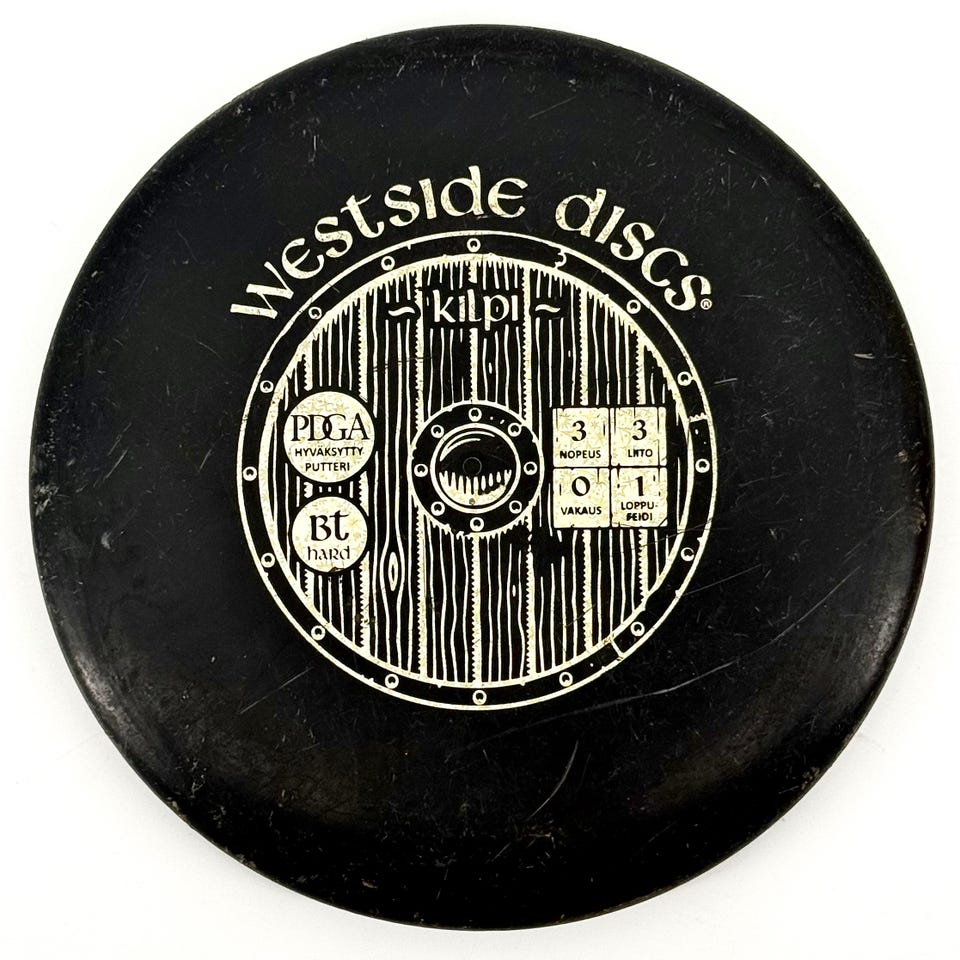 Westside discs®
~ Kilpi ~
PDGA
HYVÄKSYTTY
PUTTERI
Bt
hard
3
NOPEUS
3
LIITO
0
VAKAUS
1
LOPPU-
FEIDI